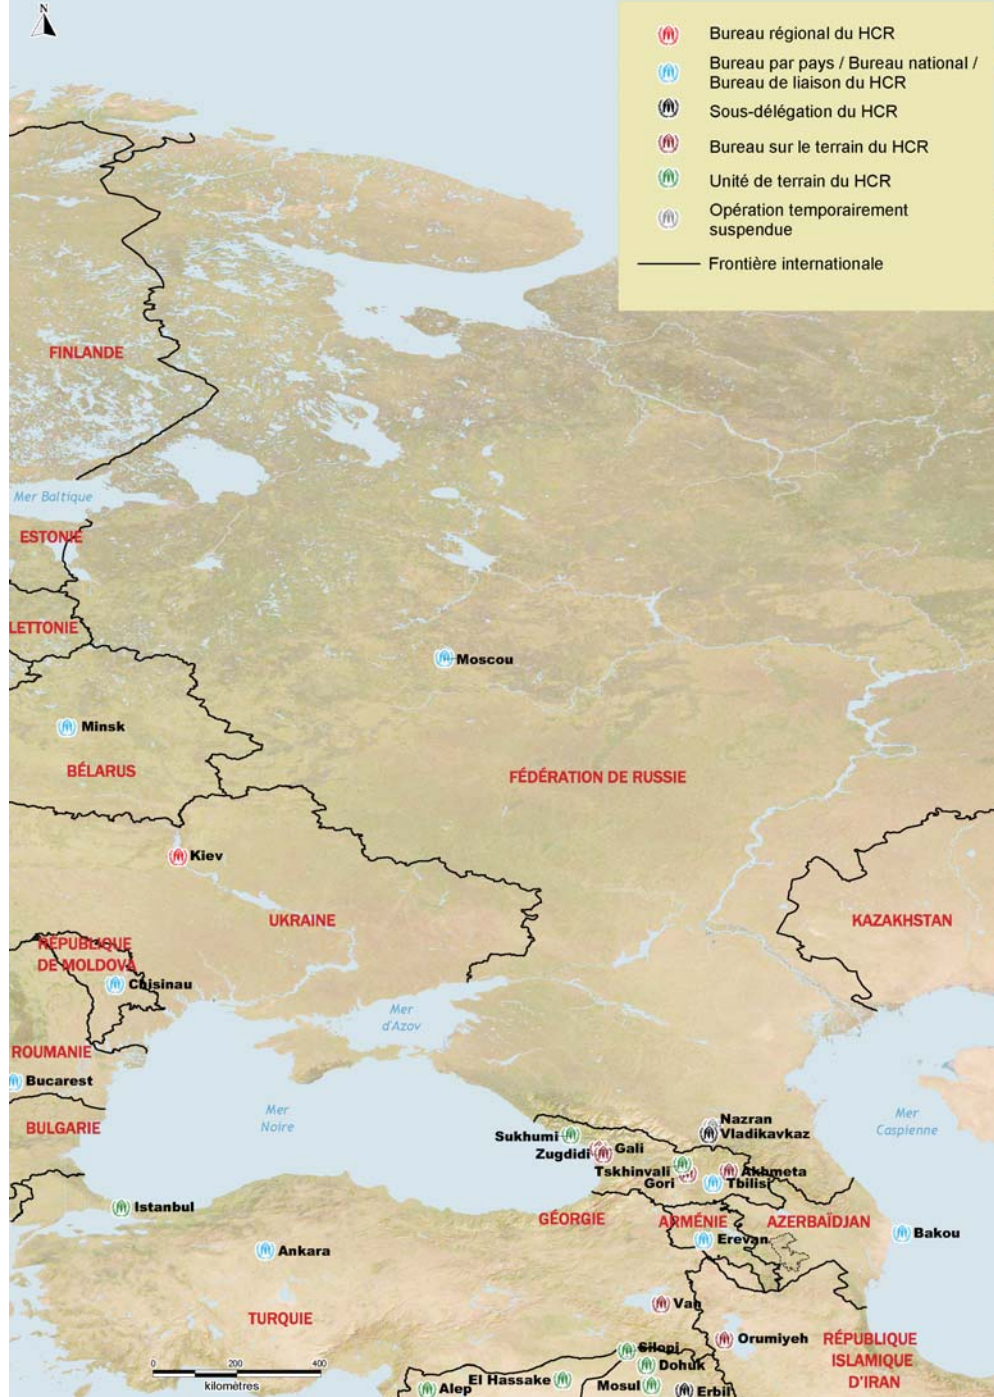 N
Bureau régional du HCR
Bureau par pays / Bureau national /
Bureau de liaison du HCR
Sous-délégation du HCR
Bureau sur le terrain du HCR
Unité de terrain du HCR
Opération temporairement
suspendue
Frontière internationale
FINLANDE
Mer Baltique
ESTONIE
LETTONIE
Moscou
Minsk
BÉLARUS
FÉDÉRATION DE RUSSIE
Kiev
UKRAINE
KAZAKHSTAN
RÉPUBLIQUE
DE MOLDOVA
Chisinau
Mer
d'Azov
ROUMANIE
Bucarest
BULGARIE
Mer
Noire
Mer
Caspienne
Nazran
Vladikavkaz
Sukhumi
Gali
Zugdidi
Tskhinvali
Akhmeta
Gori
Tbilisi
Istanbul
GÉORGIE
ARMÉNIE
AZERBAÏDJAN
Erevan
Bakou
Ankara
Van
TURQUIE
Orumiyeh
RÉPUBLIQUE
ISLAMIQUE
D'IRAN
Silopi
Dohuk
0 200 400
kilomètres
El Hassake
Mosul
Alep
Erbil